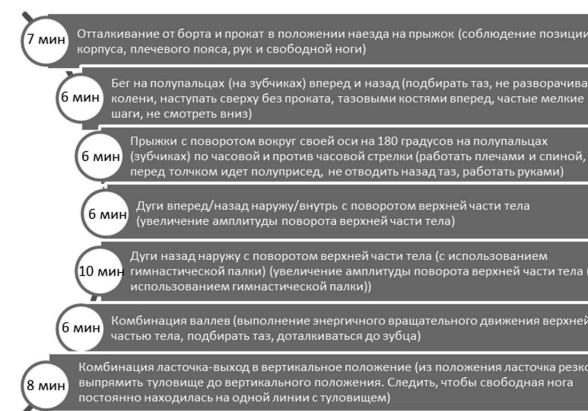 7 мин
Отталкивание от борта и прокат в положении наезда на прыжок (соблюдение позиции
корпуса, плечевого пояса, рук и свободной ноги)
6 мин
Бег на полупальцах (на зубчиках) вперед и назад (подбирать таз, не разворачива
колени, наступать сверху без проката, тазовыми костями вперед, частые мелкие
шаги, не смотреть вниз)
6 мин
Прыжки с поворотом вокруг своей оси на 180 градусов на полупальцах
(зубчиках) по часовой и против часовой стрелки (работать плечами и спиной,
перед толчком идет полуприсед, не отводить назад таз, работать руками)
6 мин
Дуги вперед/назад наружу/внутрь с поворотом верхней части тела
(увеличение амплитуды поворота верхней части тела)
10 мин
Дуги назад наружу с поворотом верхней части тела (с использованием
гимнастической палки) (увеличение амплитуды поворота верхней части тела (
использованием гимнастической палки))
6 мин
Комбинация валлев (выполнение энергичного вращательного движения верхней
частью тела, подбирать таз, доталкиваться до зубца)
8 мин
Комбинация ласточка-выход в вертикальное положение (из положения ласточка резко
выпрямить туловище до вертикального положения. Следить, чтобы свободная нога
постоянно находилась на одной линии с туловищем)